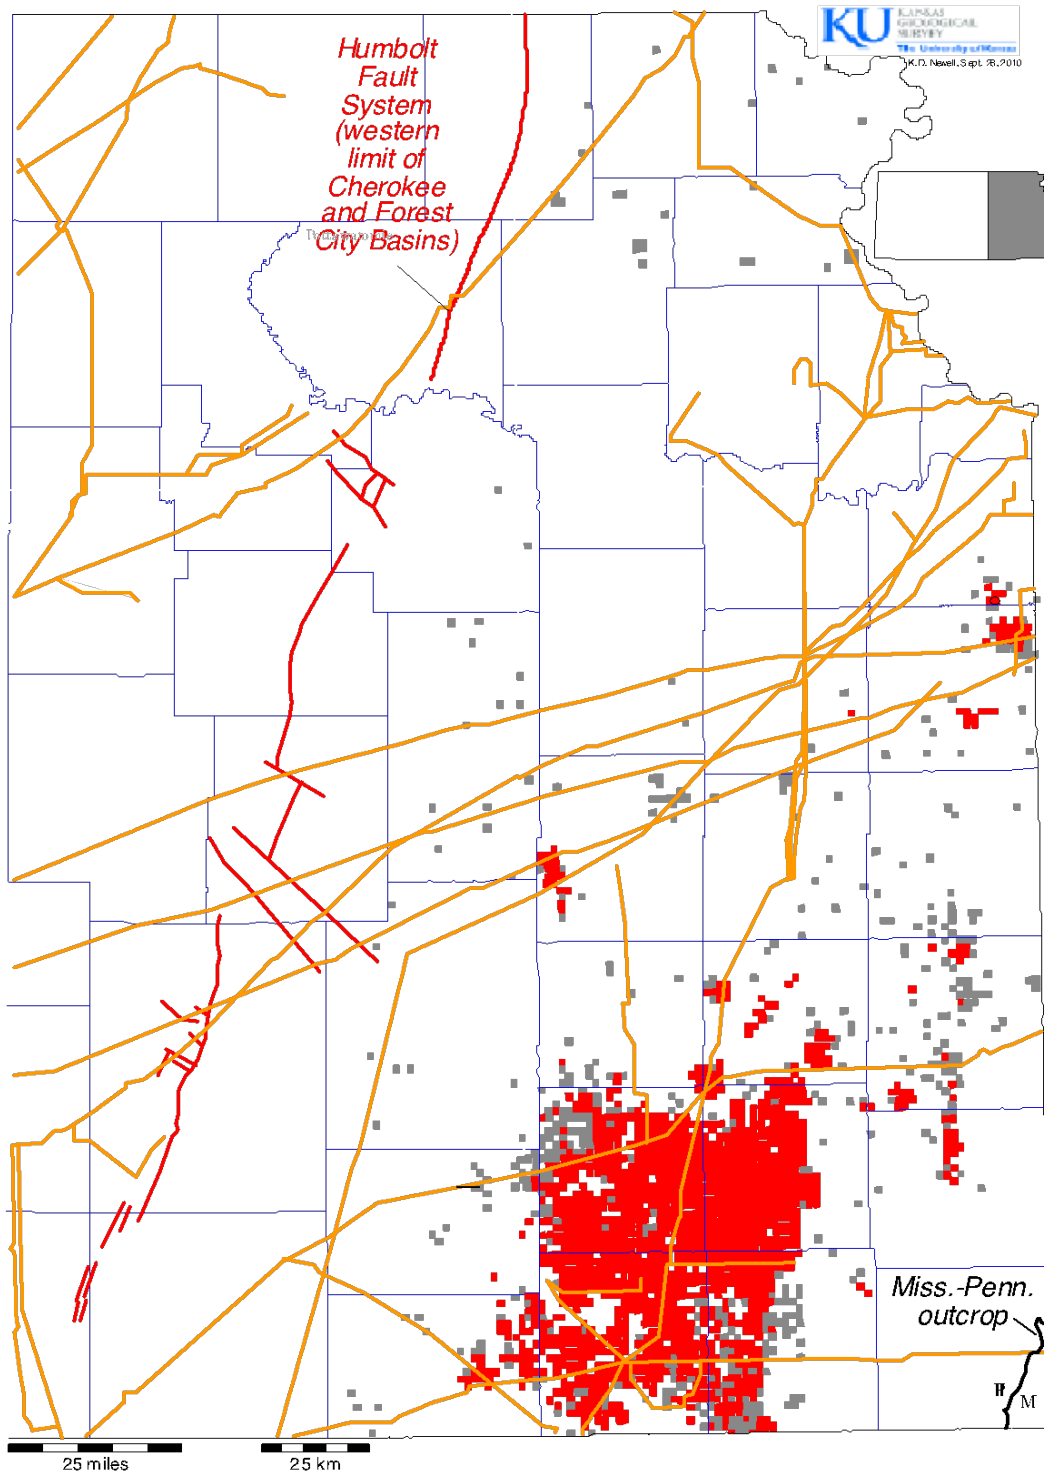 KU KANSAS
GEOLOGICAL
SURVEY
The University of Kansas
K.D. Newell, Sept. 28, 2010
Humbolt
Fault
System
(western
limit of
Cherokee
and Forest
City Basins)
Miss.-Penn.
outcrop
M
25 miles
25 km